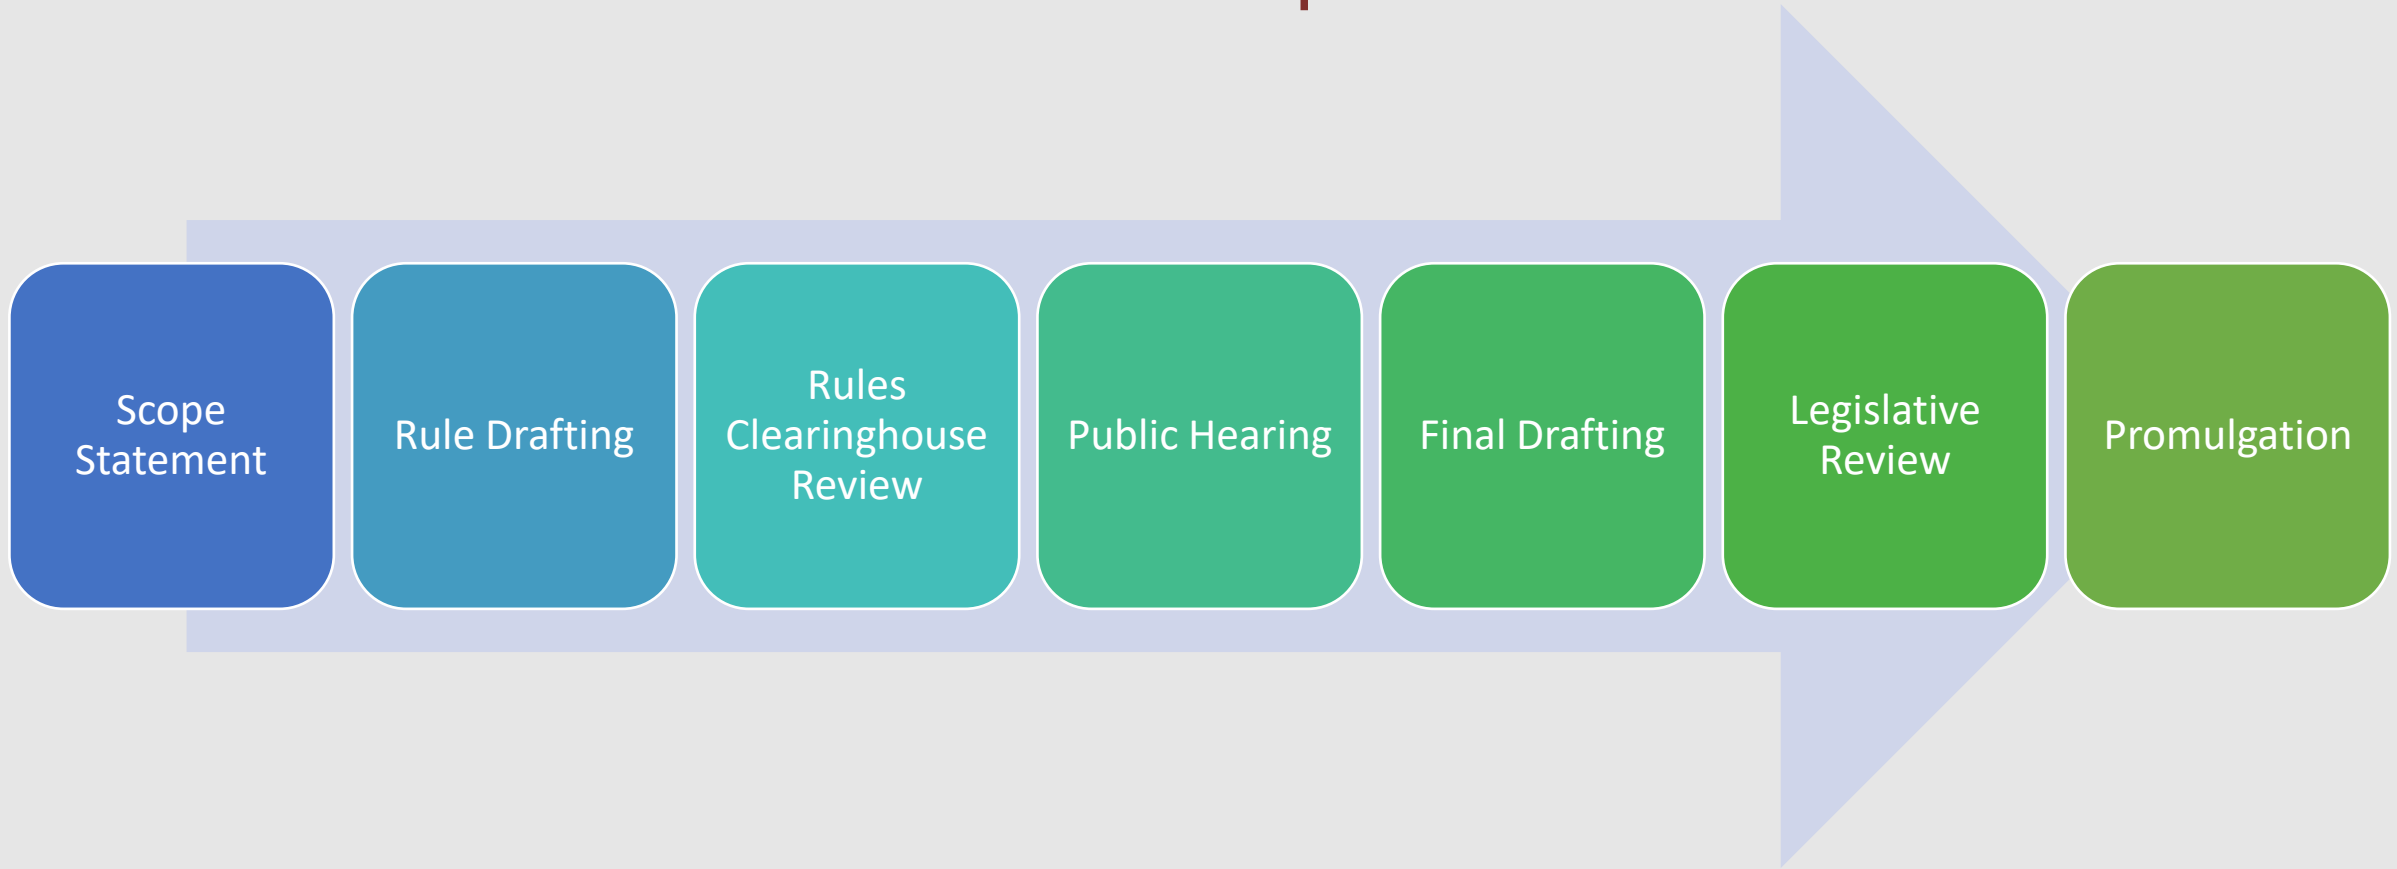 Scope
Statement
Rule Drafting
Rules
Clearinghouse
Review
Public Hearing
Final Drafting
Legislative
Review
Promulgation